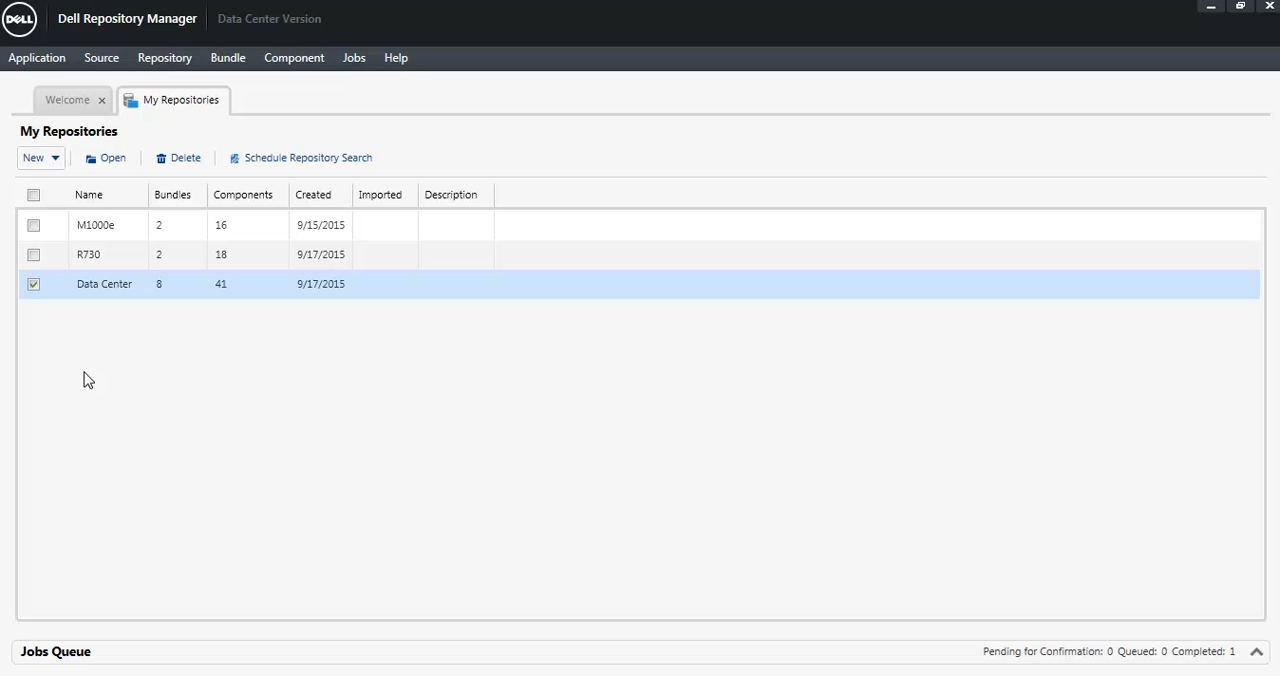 DELL Dell Repository Manager Data Center Version
Application Source Repository Bundle Component Jobs Help
Welcome My Repositories
My Repositories
New Open Delete Schedule Repository Search
Name Bundles Components Created Imported Description
M1000e 2 16 9/15/2015
R730 2 18 9/17/2015
Data Center 8 41 9/17/2015
Jobs Queue Pending for Confirmation: 0 Queued: 0 Completed: 1